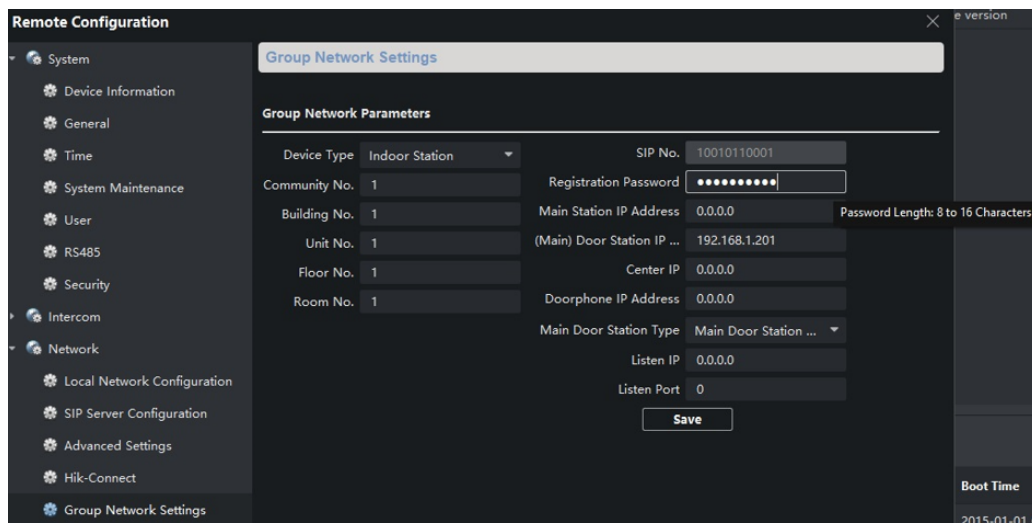 Remote Configuration
e version
System
Device Information
General
Time
System Maintenance
User
RS485
Security
Intercom
Network
Local Network Configuration
SIP Server Configuration
Advanced Settings
Hik-Connect
Group Network Settings
Group Network Settings
Group Network Parameters
Device Type Indoor Station
Community No. 1
Building No. 1
Unit No. 1
Floor No. 1
Room No. 1
SIP No. 10010110001
Registration Password ••••••••••
Main Station IP Address 0.0.0.0
(Main) Door Station IP ... 192.168.1.201
Center IP 0.0.0.0
Doorphone IP Address 0.0.0.0
Main Door Station Type Main Door Station ...
Listen IP 0.0.0.0
Listen Port 0
Save
Password Length: 8 to 16 Characters
Boot Time
2015-01-01